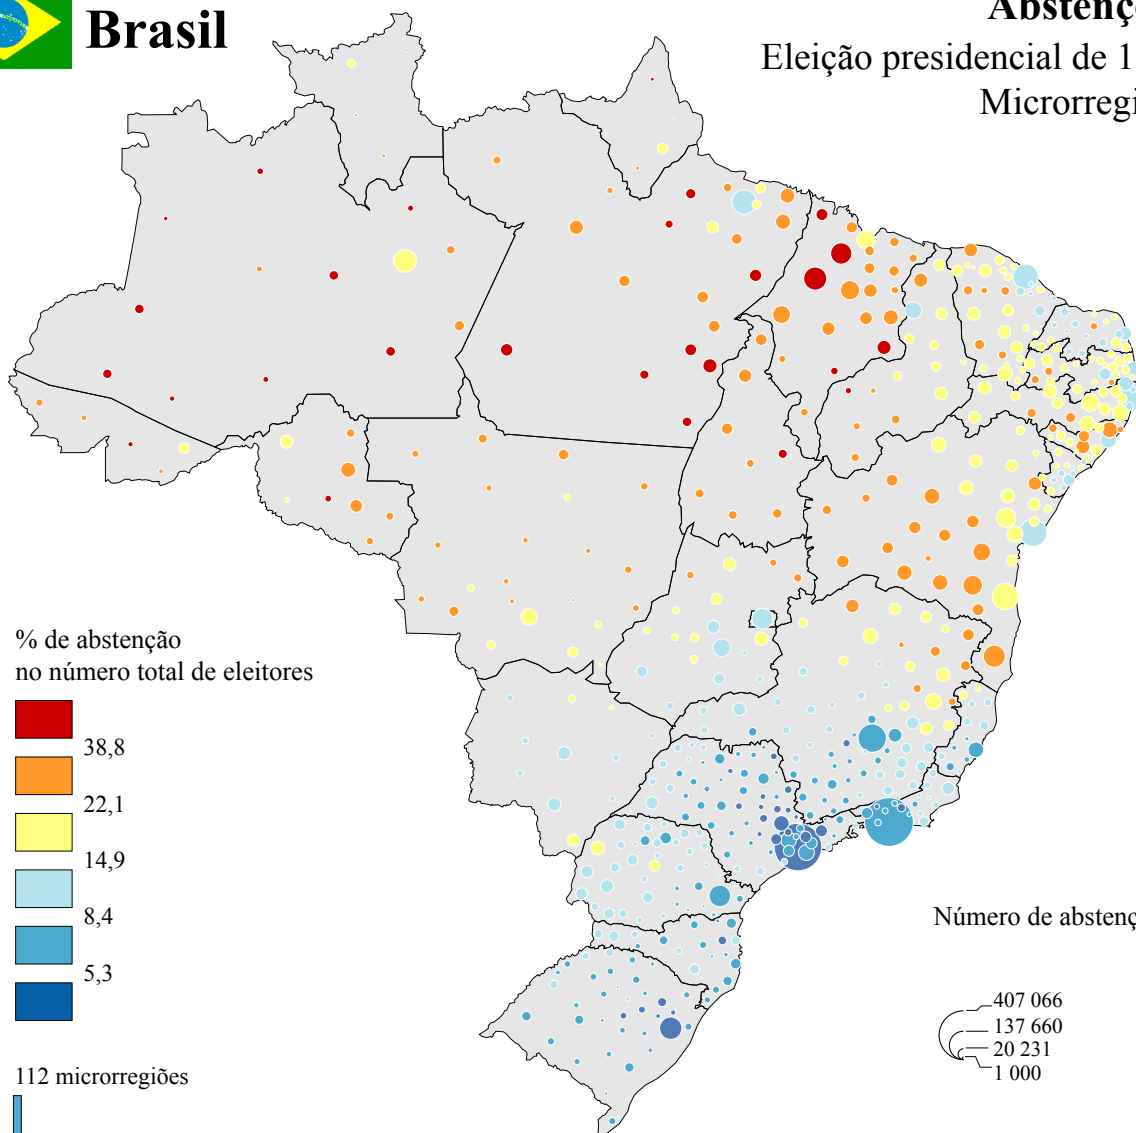 Brasil
Abstenç
Eleição presidencial de 1
Microrregi
% de abstenção
no número total de eleitores
38,8
22,1
14,9
8,4
5,3
112 microrregiões
Número de abstenç
407 066
137 660
20 231
1 000